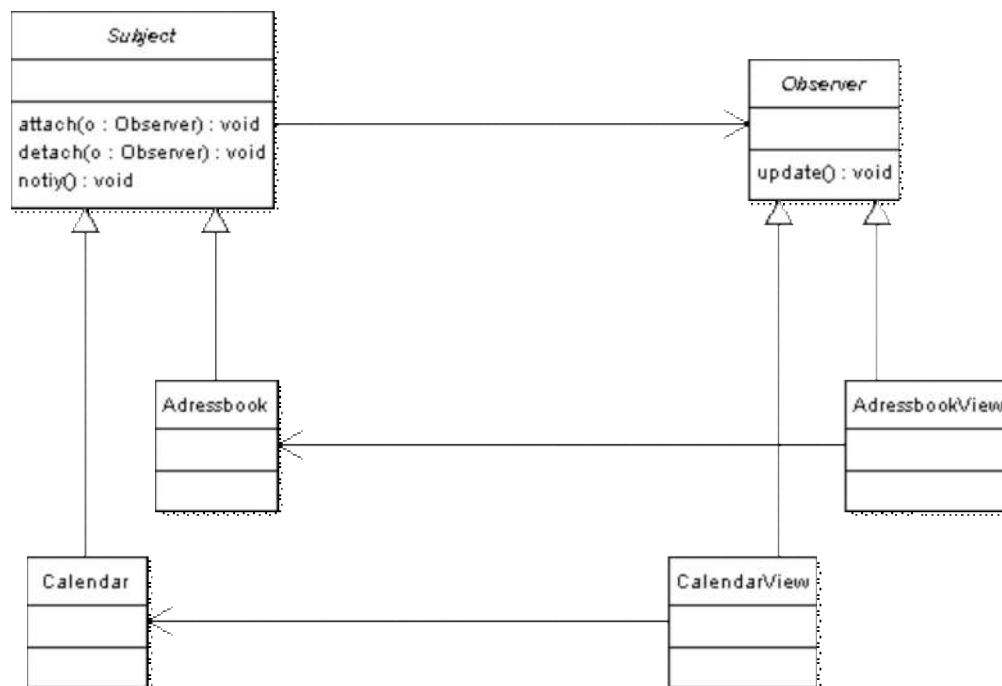 Subject
attach(o : Observer) : void
detach(o : Observer) : void
notiy() : void
Observer
update() : void
Adressbook
AdressbookView
Calendar
CalendarView